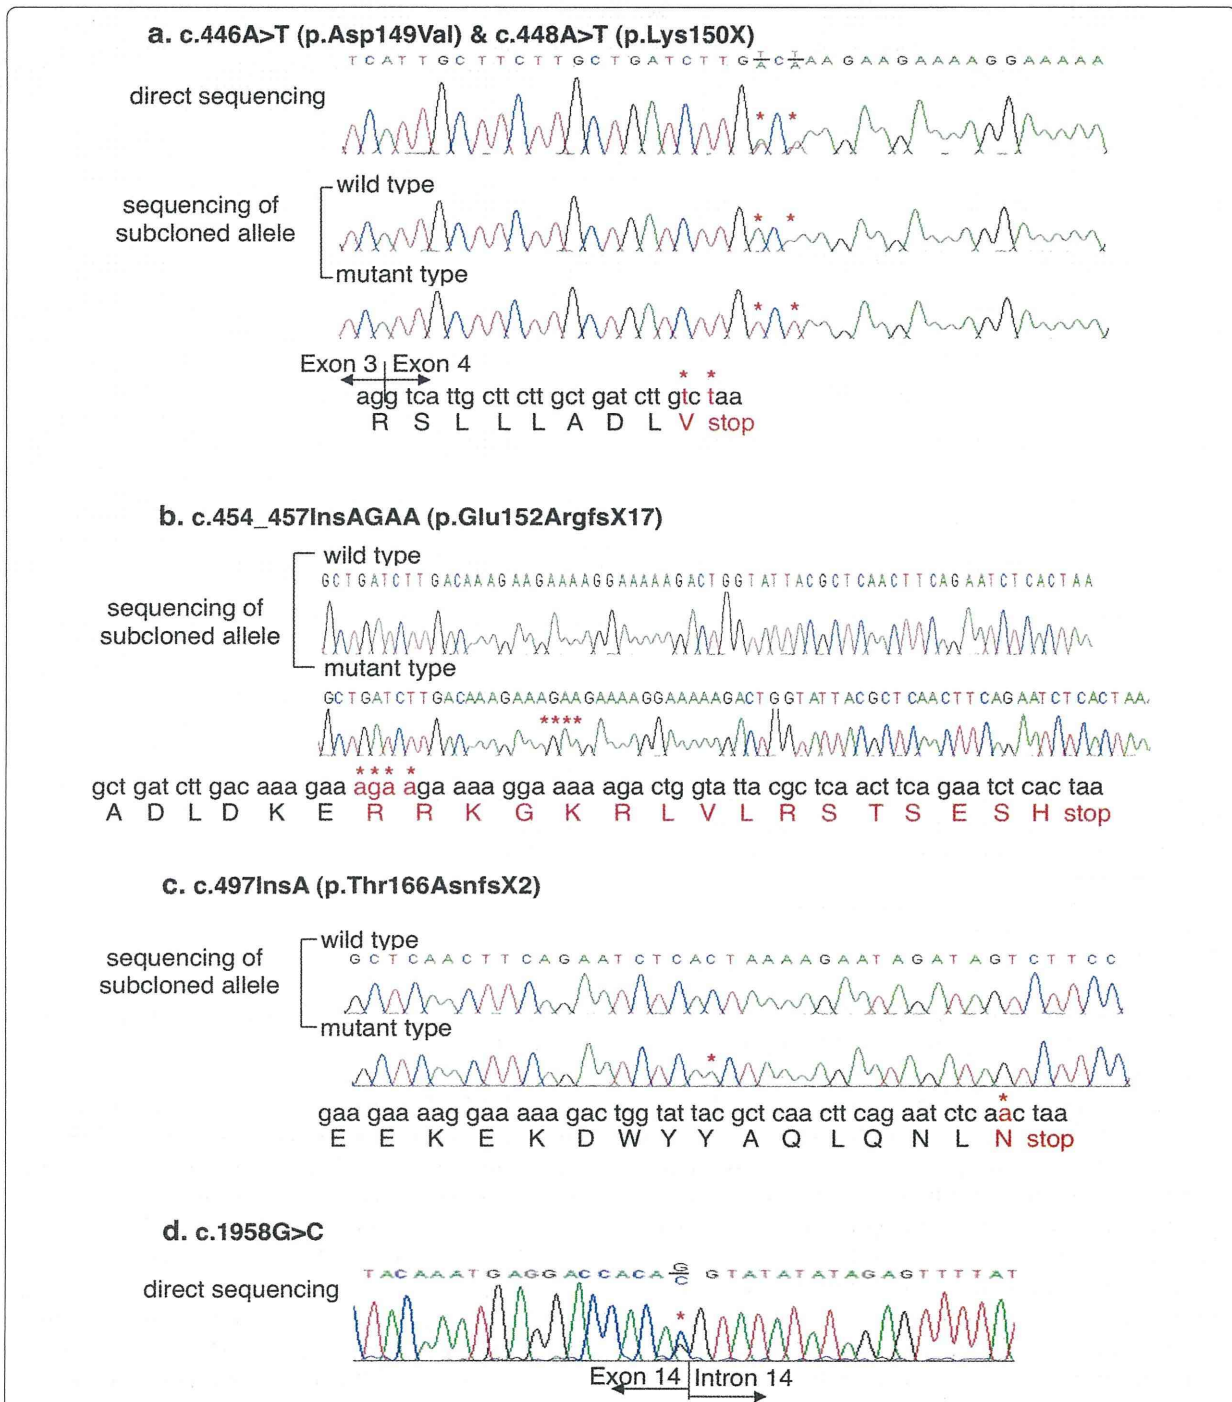 a. c.446A>T (p.Asp149Val) & c.448A>T (p.Lys150X)
T C A T T G C T T C T T G C T G A T C T T G T/A C T/A A A G A A G A A A A G G A A A A A
direct sequencing
* *
wild type
sequencing of
subcloned allele
* *
mutant type
* *
Exon 3 Exon 4
* *
agg tca ttg ctt ctt gct gat ctt gtc taa
R S L L L A D L V stop
b. c.454_457InsAGAA (p.Glu152ArgfsX17)
wild type
GCTGATCTTGACAAAGAAGAAAAGGAAAAAGACTGGTATTACGCTCAACTTCAGAATCTCACTAA
sequencing of
subcloned allele
mutant type
GCTGATCTTGACAAAGAAAGAAGAAAAGGAAAAAGACTGGTATTACGCTCAACTTCAGAATCTCACTAA
****
*** *
gct gat ctt gac aaa gaa aga aga aaa gga aaa aga ctg gta tta cgc tca act tca gaa tct cac taa
A D L D K E R R K G K R L V L R S T S E S H stop
c. c.497InsA (p.Thr166AsnfsX2)
wild type
G C T C A A C T T C A G A A T C T C A C T A A A A G A A T A G A T A G T C T T C C
sequencing of
subcloned allele
mutant type
*
*
gaa gaa aag gaa aaa gac tgg tat tac gct caa ctt cag aat ctc aac taa
E E K E K D W Y Y A Q L Q N L N stop
d. c.1958G>C
T A C A A A T G A G G A C C A C A G/C G T A T A T A T A G A G T T T T A T
direct sequencing
*
Exon 14 Intron 14